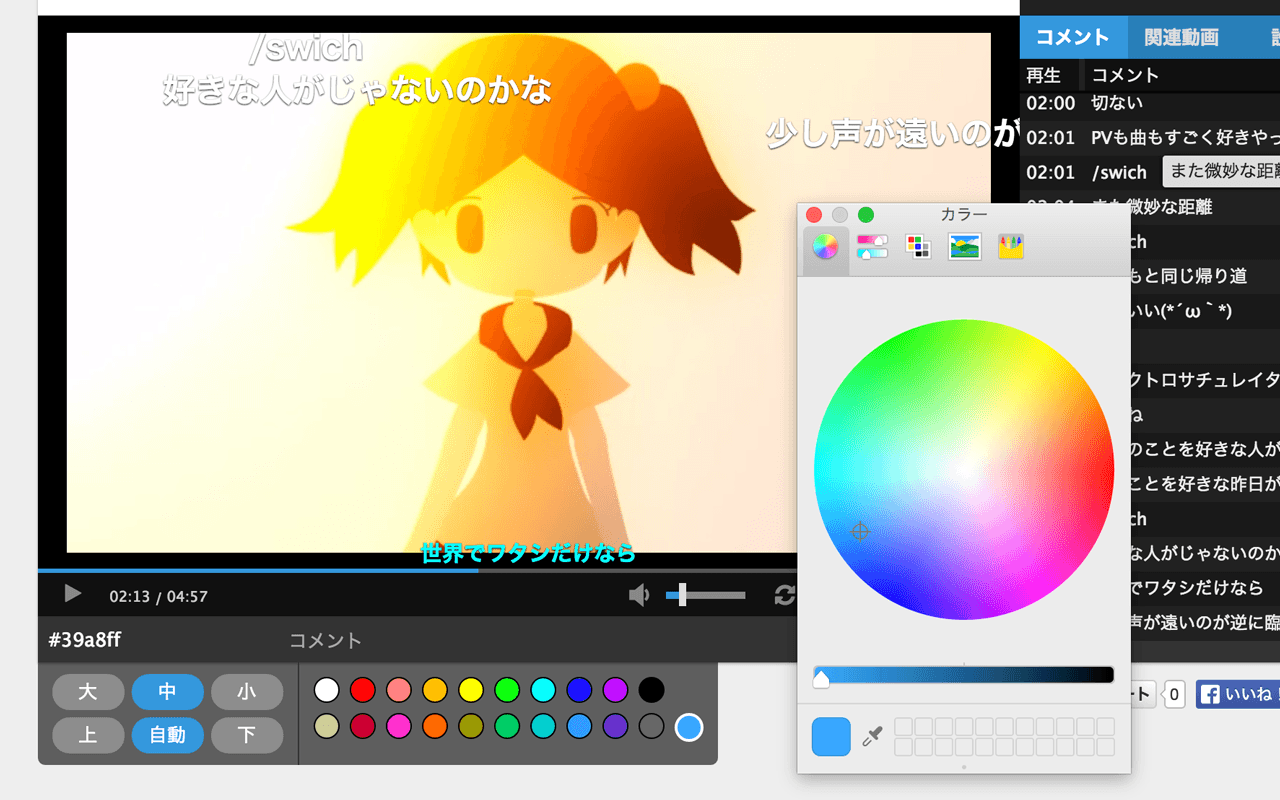 /swich
好きな人がじゃないのかな
少し声が遠いのが
世界でワタシだけなら
02:13 / 04:57
#39a8ff
コメント
大 中 小
上 自動 下
コメント 関連動画
再生 コメント
02:00 切ない
02:01 PVも曲もすごく好きやっ
02:01 /swich
また微妙な距離
また微妙な距離
ch
もと同じ帰り道
いい(*´ω｀*)
クトロサチュレイタ
ね
のことを好きな人が
ことを好きな昨日が
ch
な人がじゃないのか
でワタシだけなら
声が遠いのが逆に臨
カラー
ート 0
いいね！